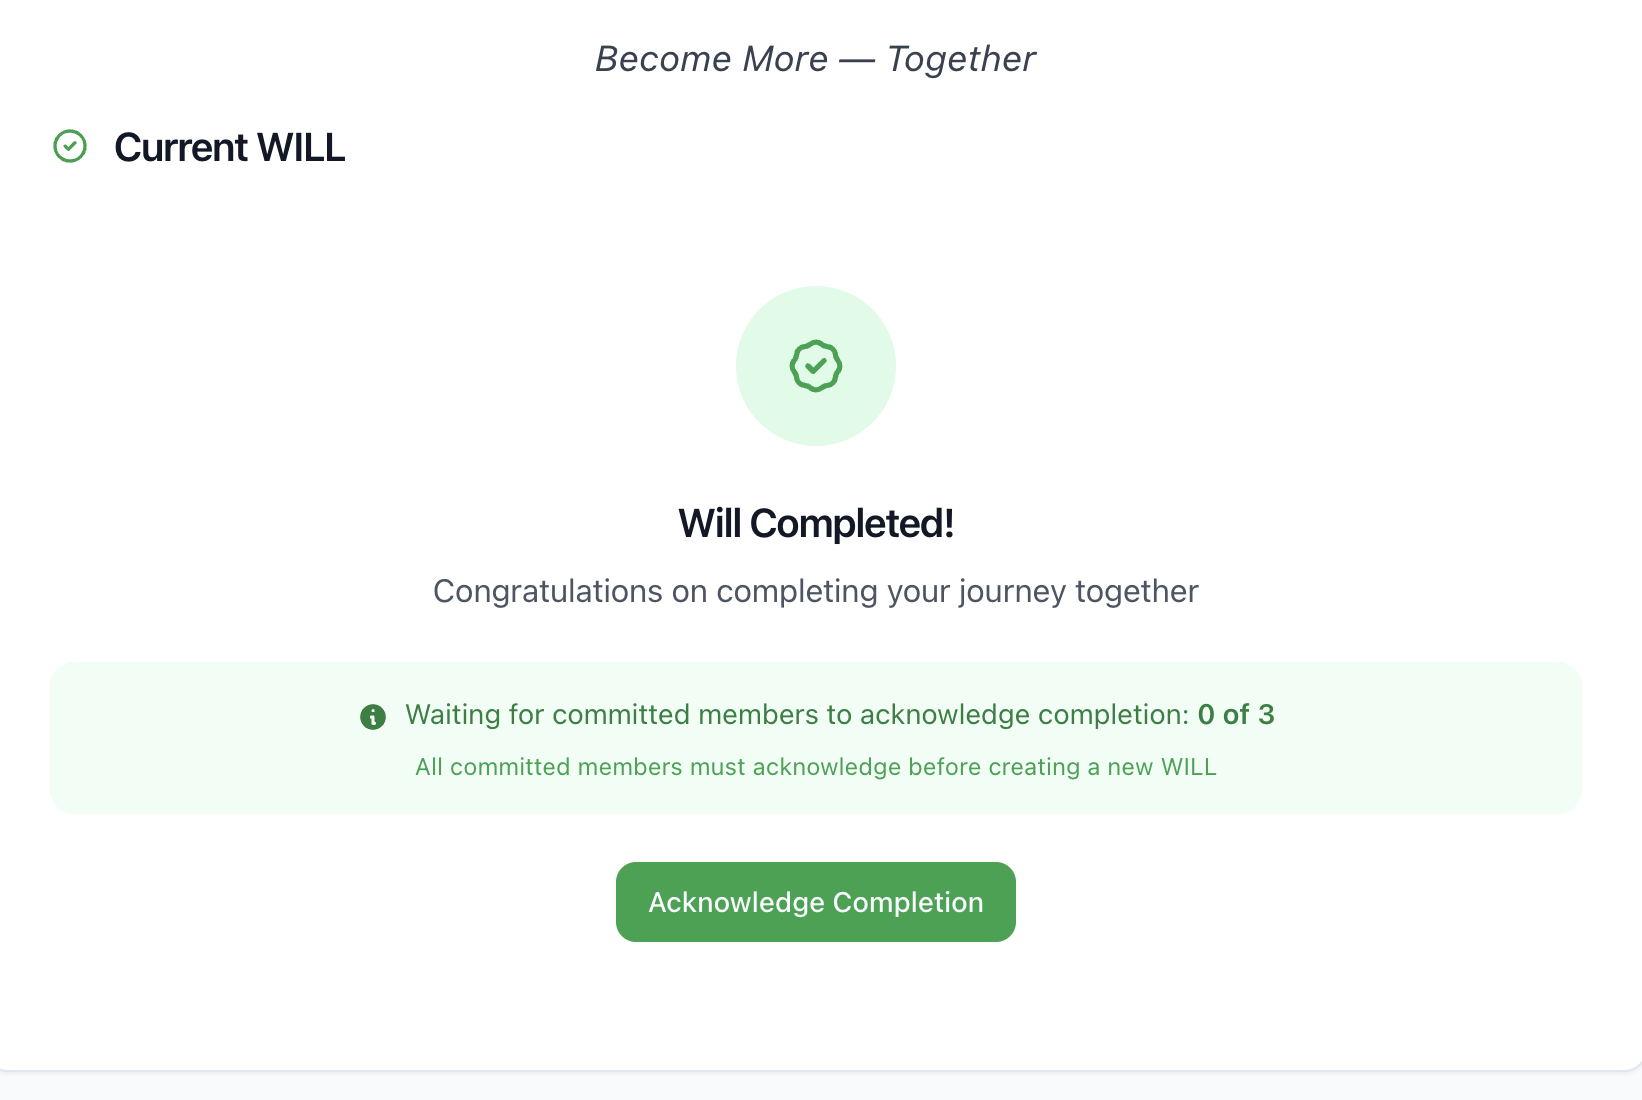 Become More — Together
Current WILL
Will Completed!
Congratulations on completing your journey together
Waiting for committed members to acknowledge completion: 0 of 3
All committed members must acknowledge before creating a new WILL
Acknowledge Completion